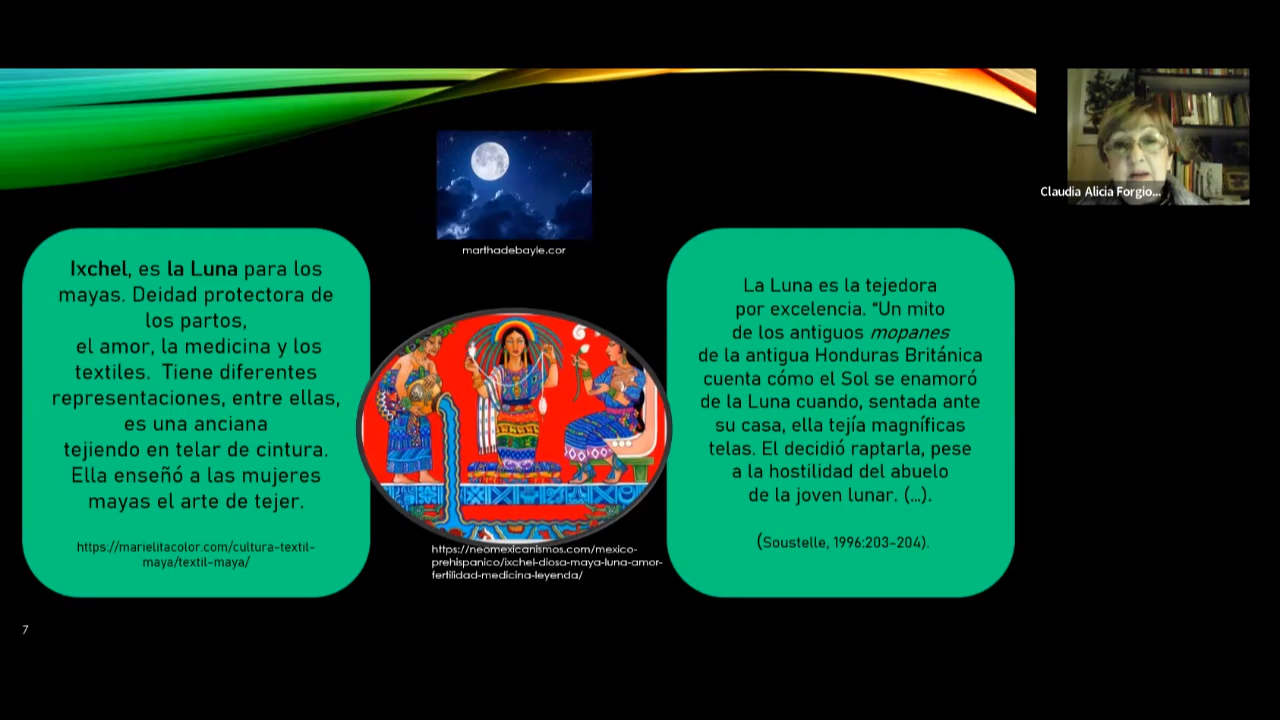 marthadebayle.cor
Ixchel, es la Luna para los
mayas. Deidad protectora de
los partos,
el amor, la medicina y los
textiles. Tiene diferentes
representaciones, entre ellas,
es una anciana
tejiendo en telar de cintura.
Ella enseñó a las mujeres
mayas el arte de tejer.
https://marielitacolor.com/cultura-textil-
maya/textil-maya/
https://neomexicanismos.com/mexico-
prehispanico/ixchel-diosa-maya-luna-amor-
fertilidad-medicina-leyenda/
La Luna es la tejedora
por excelencia. “Un mito
de los antiguos mopanes
de la antigua Honduras Británica
cuenta cómo el Sol se enamoró
de la Luna cuando, sentada ante
su casa, ella tejía magníficas
telas. El decidió raptarla, pese
a la hostilidad del abuelo
de la joven lunar. (…).
(Soustelle, 1996:203-204).
7
Claudia Alicia Forgio...